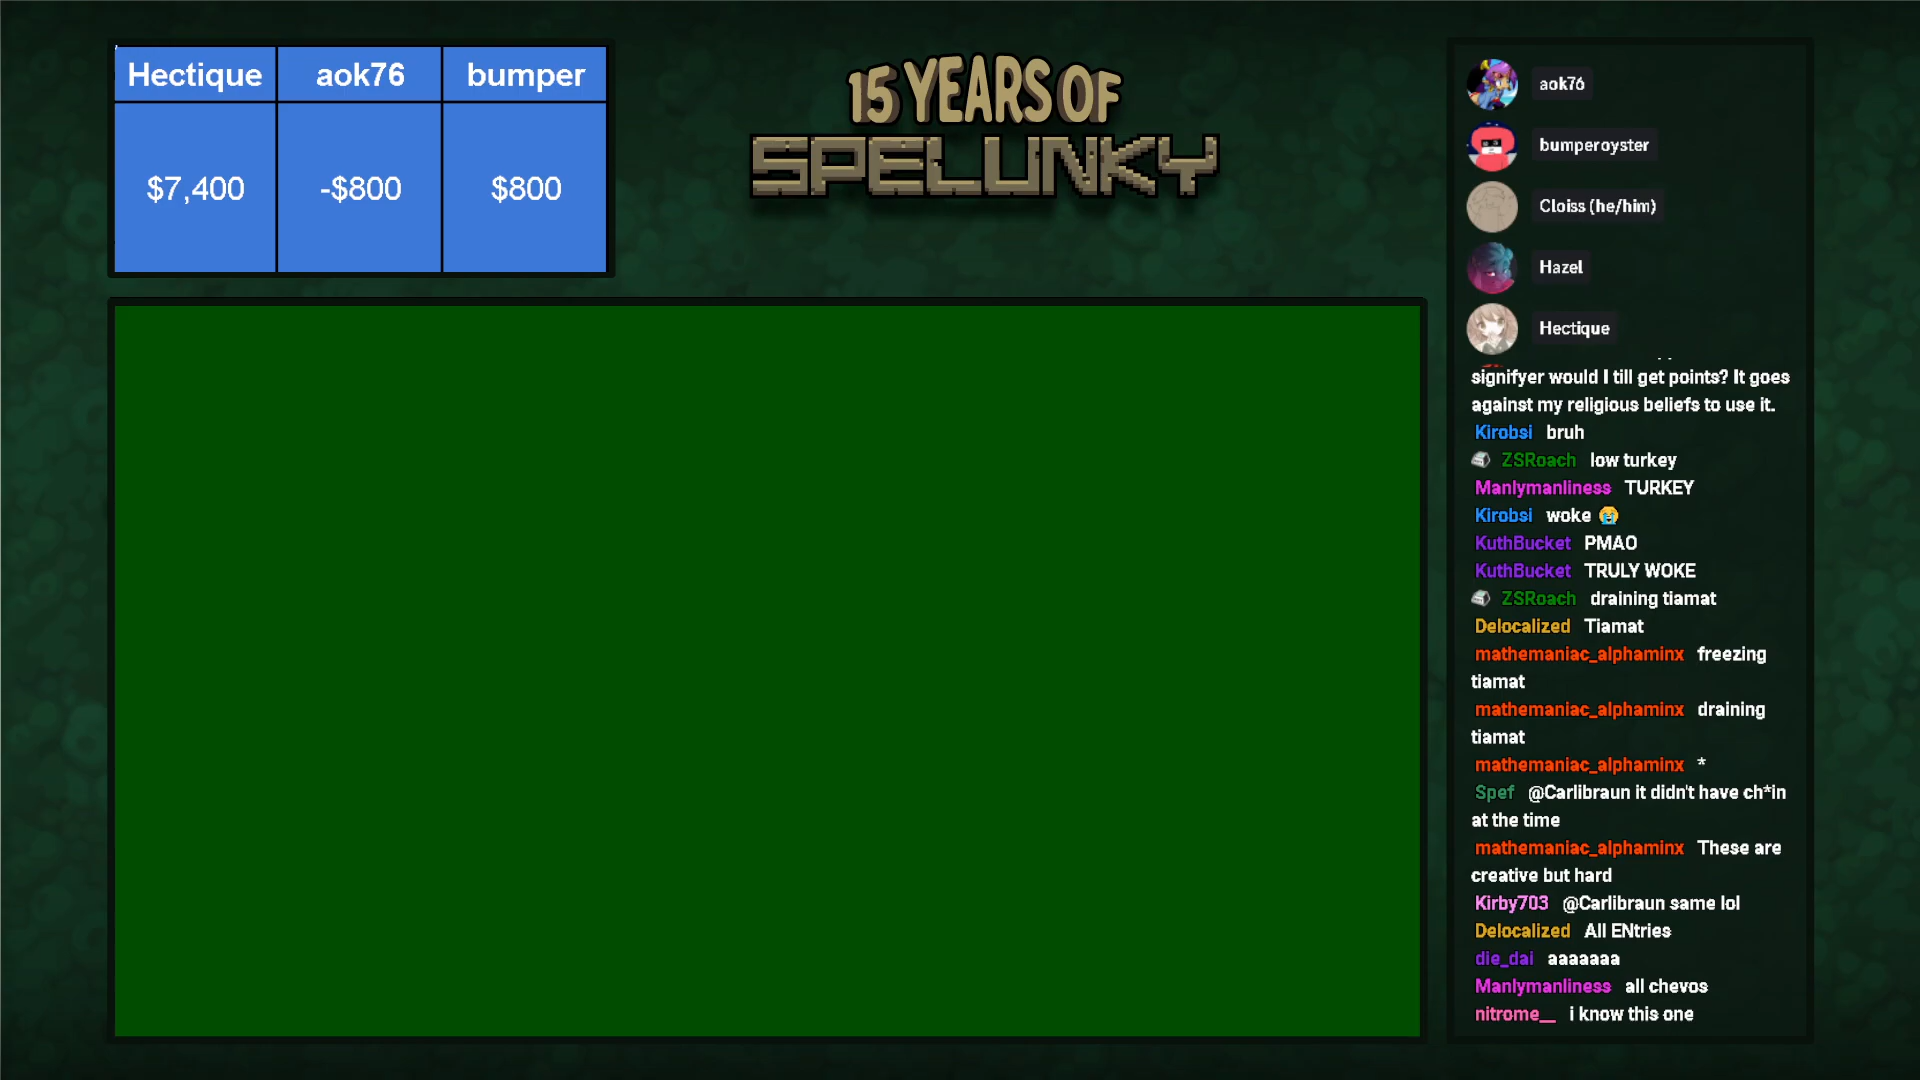 Hectique aok76 bumper
$7,400 -$800 $800
15 YEARS OF
SPELUNKY
aok76
bumperoyster
Cloiss (he/him)
Hazel
Hectique
signifyer would I till get points? It goes
against my religious beliefs to use it.
Kirobsi bruh
ZSRoach low turkey
Manlymanliness TURKEY
Kirobsi woke 😭
KuthBucket PMAO
KuthBucket TRULY WOKE
ZSRoach draining tiamat
Delocalized Tiamat
mathemaniac_alphaminx freezing
tiamat
mathemaniac_alphaminx draining
tiamat
mathemaniac_alphaminx *
Spef @Carlibraun it didn't have ch*in
at the time
mathemaniac_alphaminx These are
creative but hard
Kirby703 @Carlibraun same lol
Delocalized All ENtries
die_dai aaaaaaa
Manlymanliness all chevos
nitrome__ i know this one